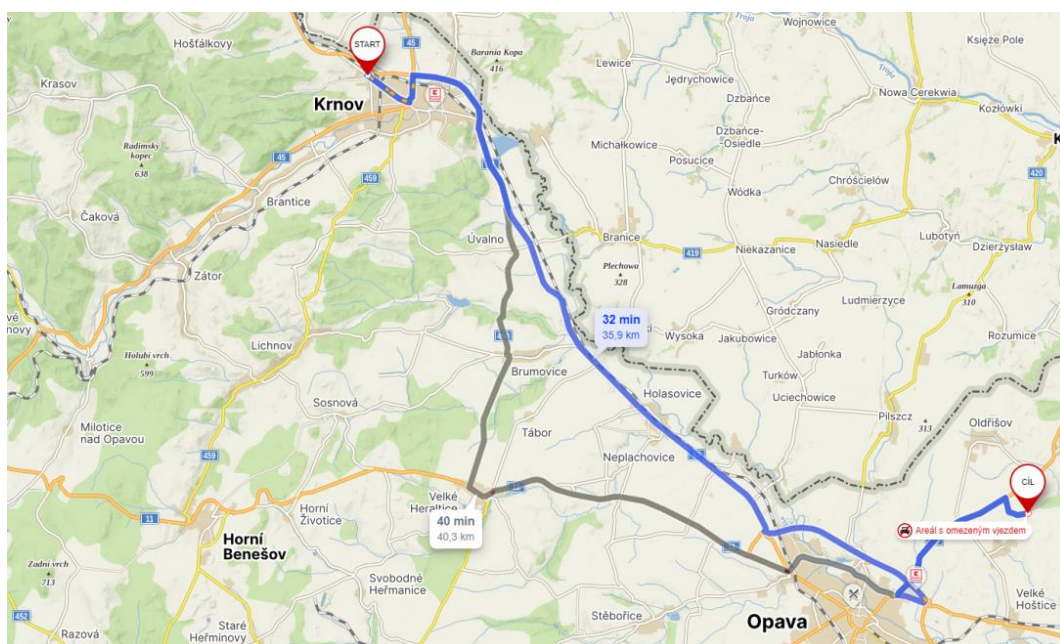 Hošťálkovy
START
45
Barania Kopa
416
Troja
Wojnowice
Księże Pole
Lewice
Jędrychowice
Troja
Nowa Cerekwia
Krasov
Krnov
Dzbańce
Kozłówki
Radimský
kopec
638
45
459
Michałkowice
Dzbańce-
Osiedle
Posucice
K
420
Brantice
Wódka
Chróścielów
Čaková
Úvalno
Branice
419
Niekazanice
Nasiedle
Lubotyń
Dzierżysław
Zátor
Plechowa
328
Lamuzga
310
Ludmierzyce
Gródczany
32 min
35,9 km
Wysoka
Jakubowice
Rozumice
Lichnov
Holubí vrch
599
Brumovice
Jabłonka
Turków
Uciechowice
Holasovice
Sosnová
Pilszcz
313
Oldřišov
Milotice
nad Opavou
Tábor
Neplachovice
459
CÍL
Velké
Heraltice
11
Horní
Životice
40 min
40,3 km
Areál s omezeným vjezdem
Horní
Benešov
Zadní vrch
713
Svobodné
Heřmanice
Velké
Hoštice
452
Razová
Staré
Heřminovy
Stěbořice
Opava